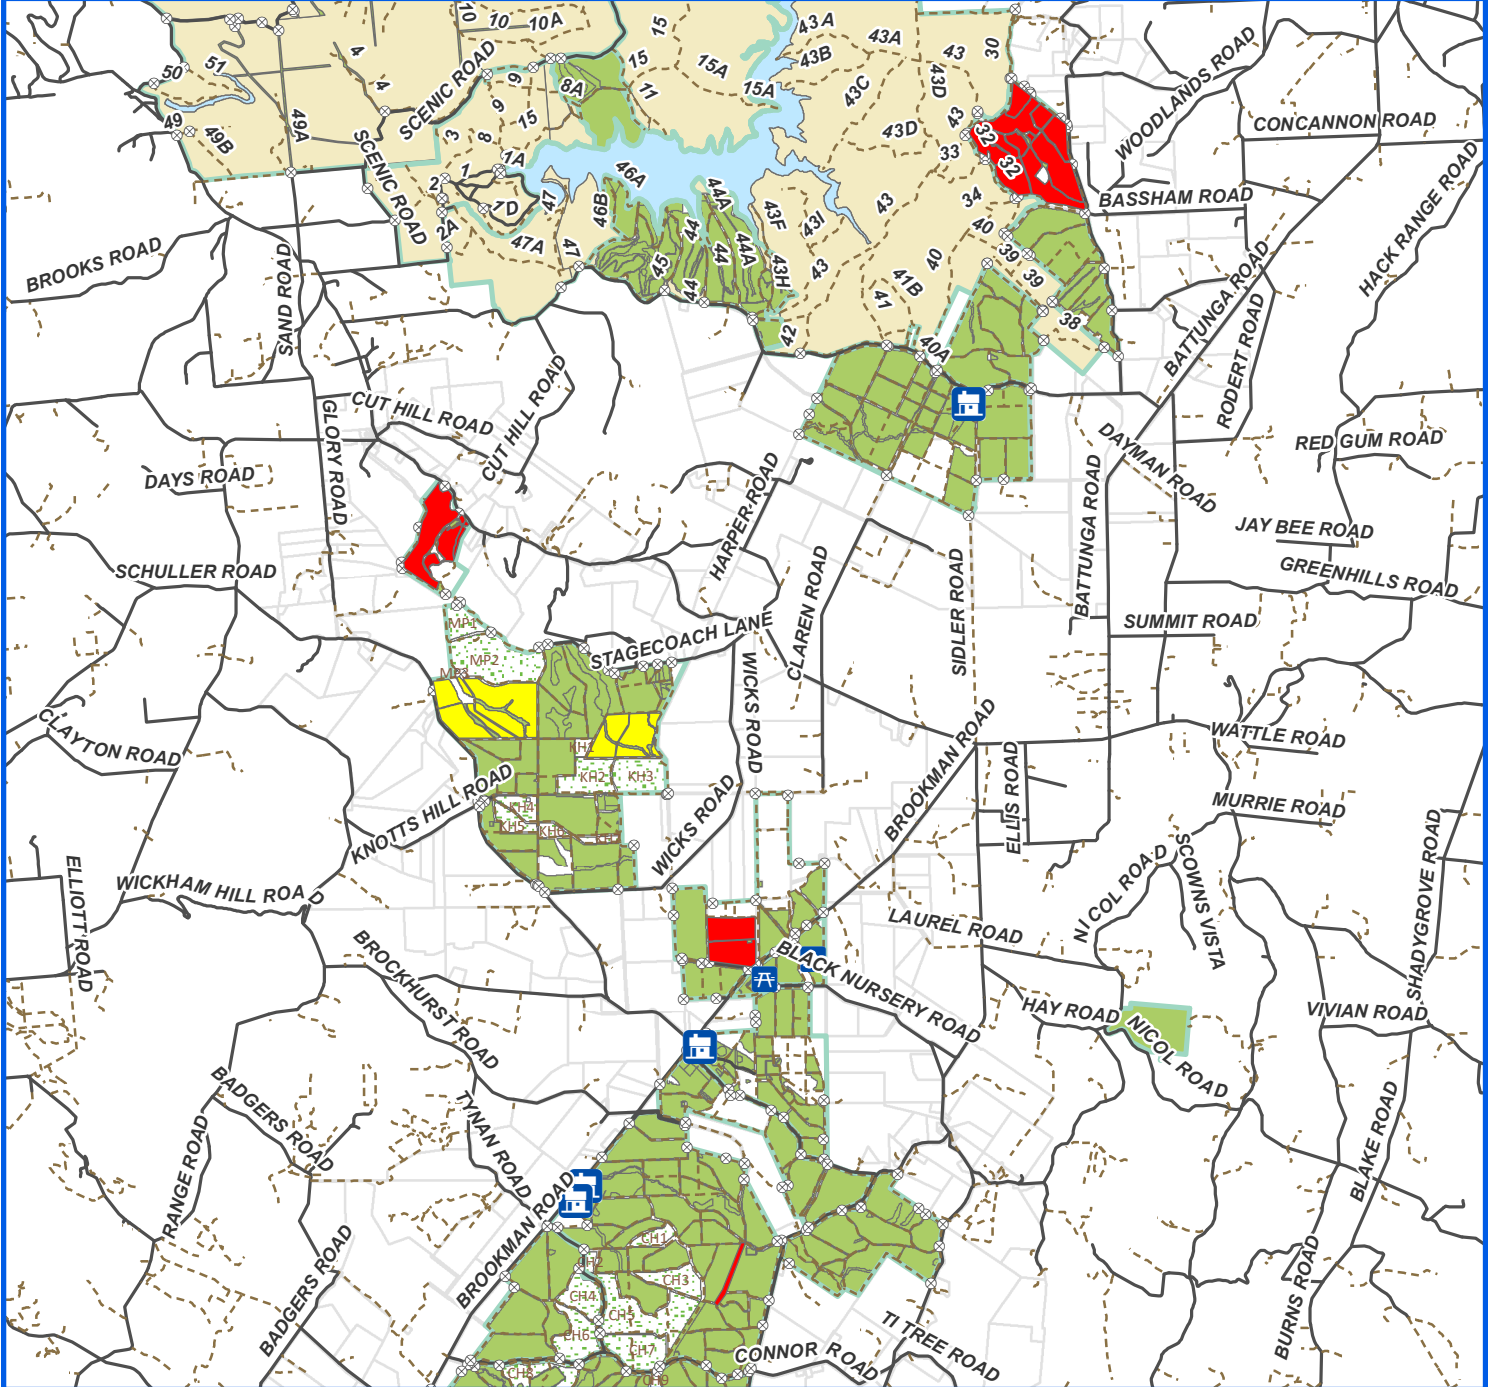 10
10
10A
15
43A
43A
43
30
4
4
SCENIC ROAD
15
15A
43B
50
51
9
8A
11
15A
43C
43D
WOODLANDS ROAD
49
49B
49A
3
9
8
15
43D
43
CONCANNON ROAD
SCENIC ROAD
1A
1
2
46A
33
32
32
HACK RANGE ROAD
1D
47
46B
44A
43F
43I
43
34
BASSHAM ROAD
2A
47A
47
44
44A
40
BROOKS ROAD
SAND ROAD
45
44
43H
43
40
39
39
44
41B
41
BATTUNGA ROAD
42
38
40A
RODERT ROAD
CUT HILL ROAD
CUT HILL ROAD
GLORY ROAD
DAYS ROAD
HARPER ROAD
DAYMAN ROAD
RED GUM ROAD
BATTUNGA ROAD
JAY BEE ROAD
SCHULLER ROAD
CLAREN ROAD
SIDLER ROAD
GREENHILLS ROAD
MP1
STAGECOACH LANE
SUMMIT ROAD
MP2
MP3
WICKS ROAD
CLAYTON ROAD
KH1
BROOKMAN ROAD
WATTLE ROAD
KH2
KH3
ELLIS ROAD
KNOTTS HILL ROAD
KH4
KH5
KH6
WICKS ROAD
MURRIE ROAD
SHADYGROVE ROAD
ELLIOTT ROAD
WICKHAM HILL ROAD
NICOL ROAD
SCOWNS VISTA
LAUREL ROAD
BROCKHURST ROAD
BLACK NURSERY ROAD
HAY ROAD
NICOL ROAD
VIVIAN ROAD
BADGERS ROAD
TYNAN ROAD
RANGE ROAD
BLAKE ROAD
BROOKMAN ROAD
BADGERS ROAD
CH1
CH3
CH4
CH5
CH6
CH7
BURNS ROAD
TI TREE ROAD
CONNOR ROAD
CH8
CH9